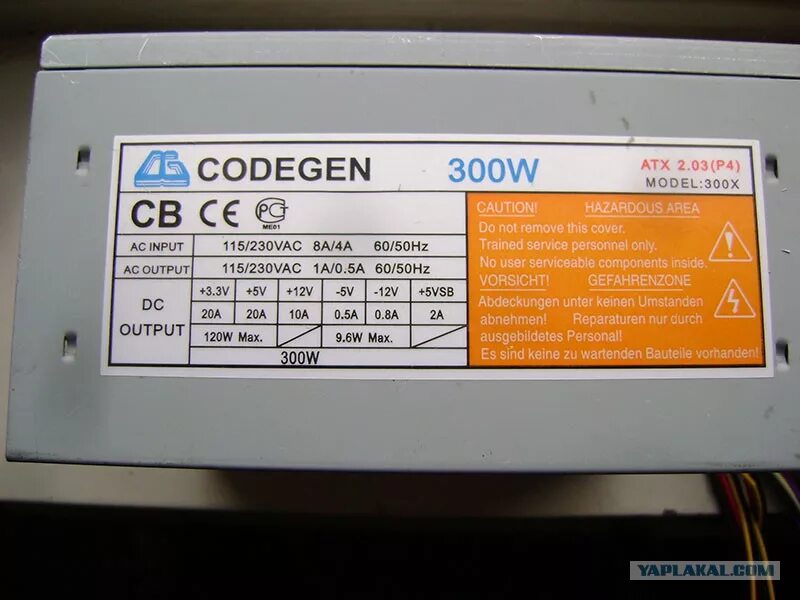 CG CODEGEN 300W ATX 2.03(P4)
MODEL:300X
CB CE РСТ
ME01
AC INPUT 115/230VAC 8A/4A 60/50Hz
AC OUTPUT 115/230VAC 1A/0.5A 60/50Hz
DC OUTPUT
+3.3V +5V +12V -5V -12V +5VSB
20A 20A 10A 0.5A 0.8A 2A
120W Max. 9.6W Max.
300W
CAUTION! HAZARDOUS AREA
Do not remove this cover.
Trained service personnel only.
No user serviceable components inside.
VORSICHT! GEFAHRENZONE
Abdeckungen unter keinen Umstanden
abnehmen! Reparaturen nur durch
ausgebildetes Personal!
Es sind keine zu wartenden Bauteile vorhanden!
YAPLAKAL.COM